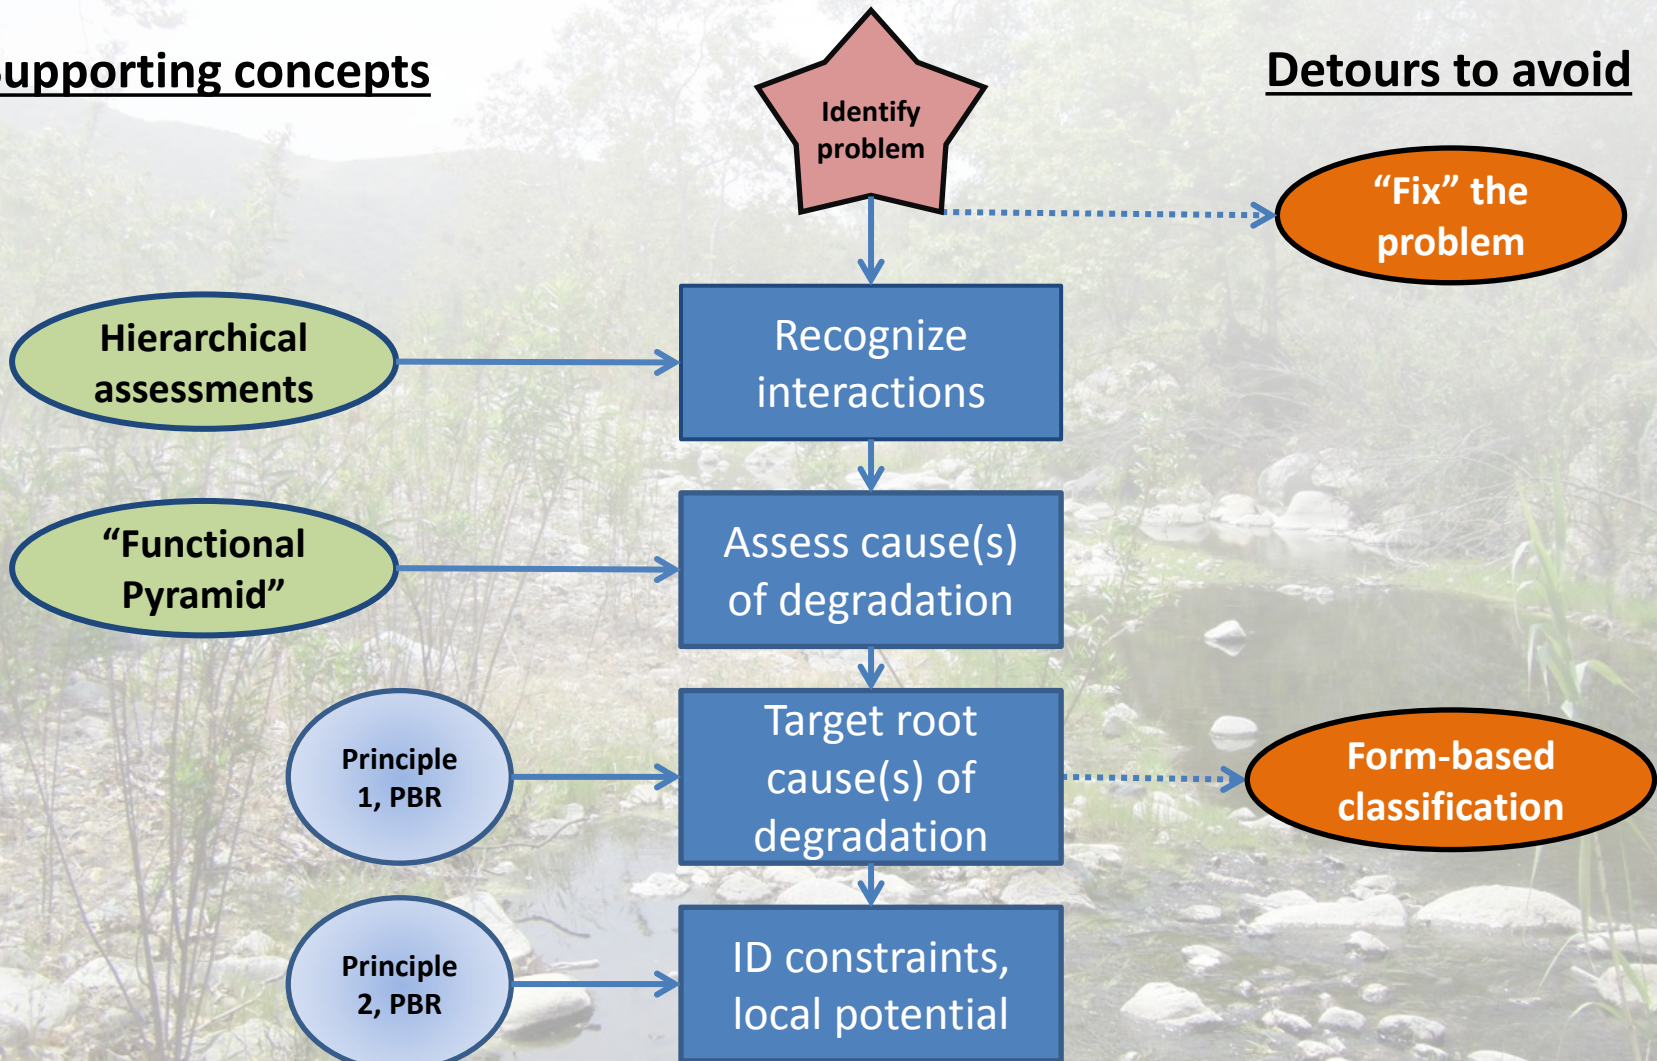 upporting concepts
Detours to avoid
Identify
problem
“Fix” the
problem
Hierarchical
assessments
Recognize
interactions
“Functional
Pyramid”
Assess cause(s)
of degradation
Principle
1, PBR
Target root
cause(s) of
degradation
Form-based
classification
Principle
2, PBR
ID constraints,
local potential